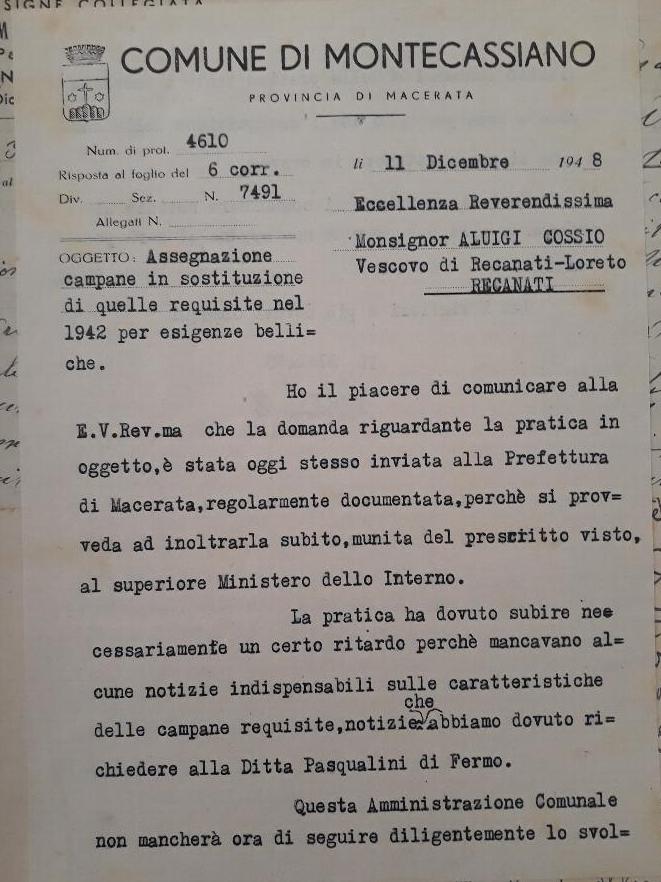 SIGNE COLLEGIATA
COMUNE DI MONTECASSIANO
PROVINCIA DI MACERATA
Num. di prot. 4610
Risposta al foglio del 6 corr.
Div. Sez. N. 7491
Allegati N.
OGGETTO: Assegnazione
campane in sostituzione
di quelle requisite nel
1942 per esigenze belli=
che.
li 11 Dicembre 1948
Eccellenza Reverendissima
Monsignor ALUIGI COSSIO
Vescovo di Recanati-Loreto
RECANATI
Ho il piacere di comunicare alla
E.V.Rev.ma che la domanda riguardante la pratica in
oggetto,è stata oggi stesso inviata alla Prefettura
di Macerata,regolarmente documentata,perchè si prov=
veda ad inoltrarla subito,munita del prescritto visto,
al superiore Ministero dello Interno.
La pratica ha dovuto subire nee
cessariamente un certo ritardo perchè mancavano al=
cune notizie indispensabili sulle caratteristiche
che
delle campane requisite,notizie abbiamo dovuto ri=
chiedere alla Ditta Pasqualini di Fermo.
Questa Amministrazione Comunale
non mancherà ora di seguire diligentemente lo svol=